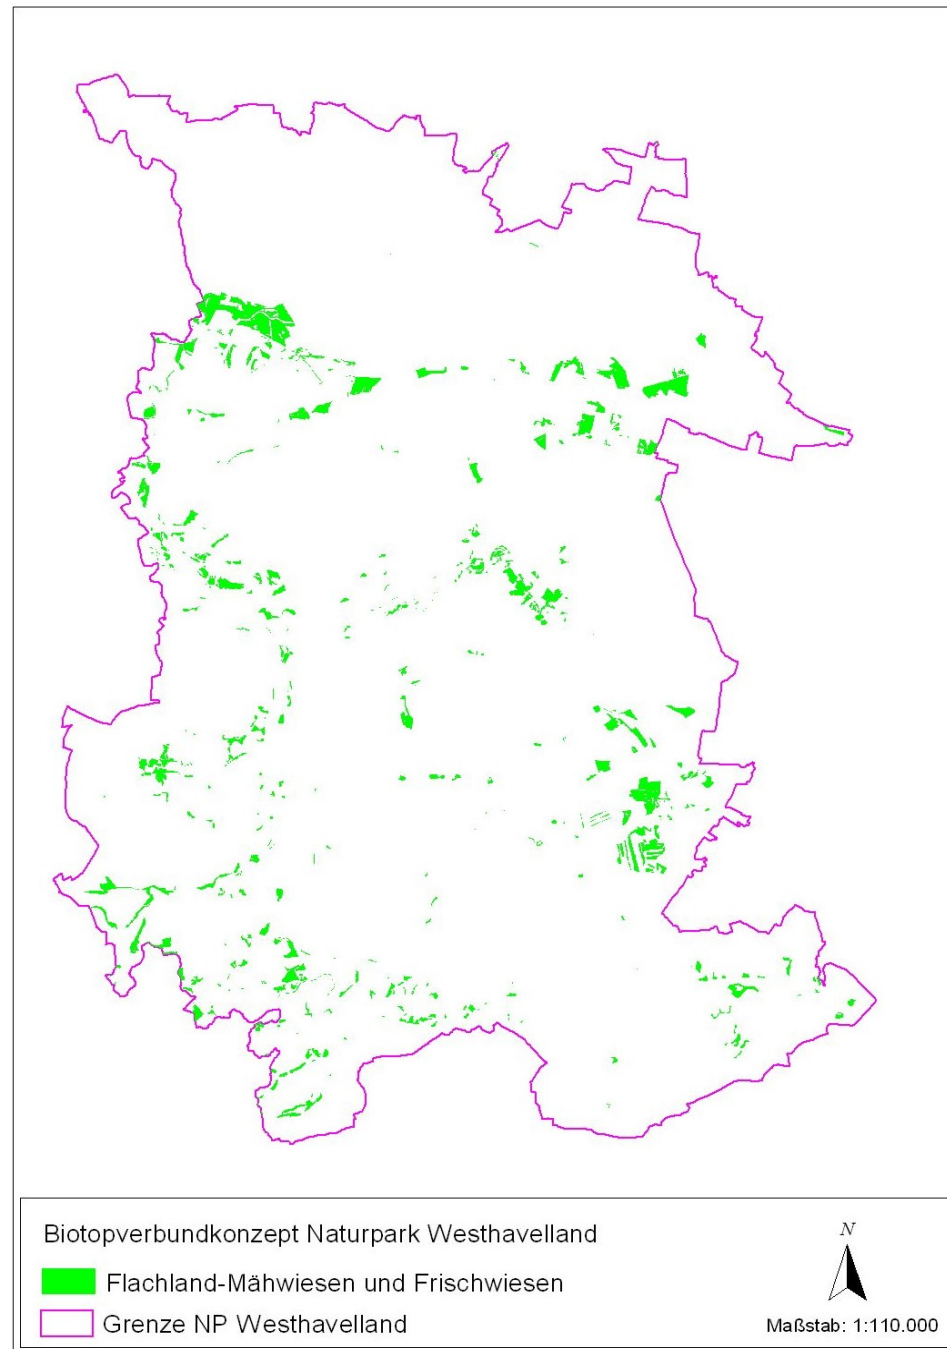 Biotopverbundkonzept Naturpark Westhavelland
N
Flachland-Mähwiesen und Frischwiesen
Grenze NP Westhavelland
Maßstab: 1:110.000